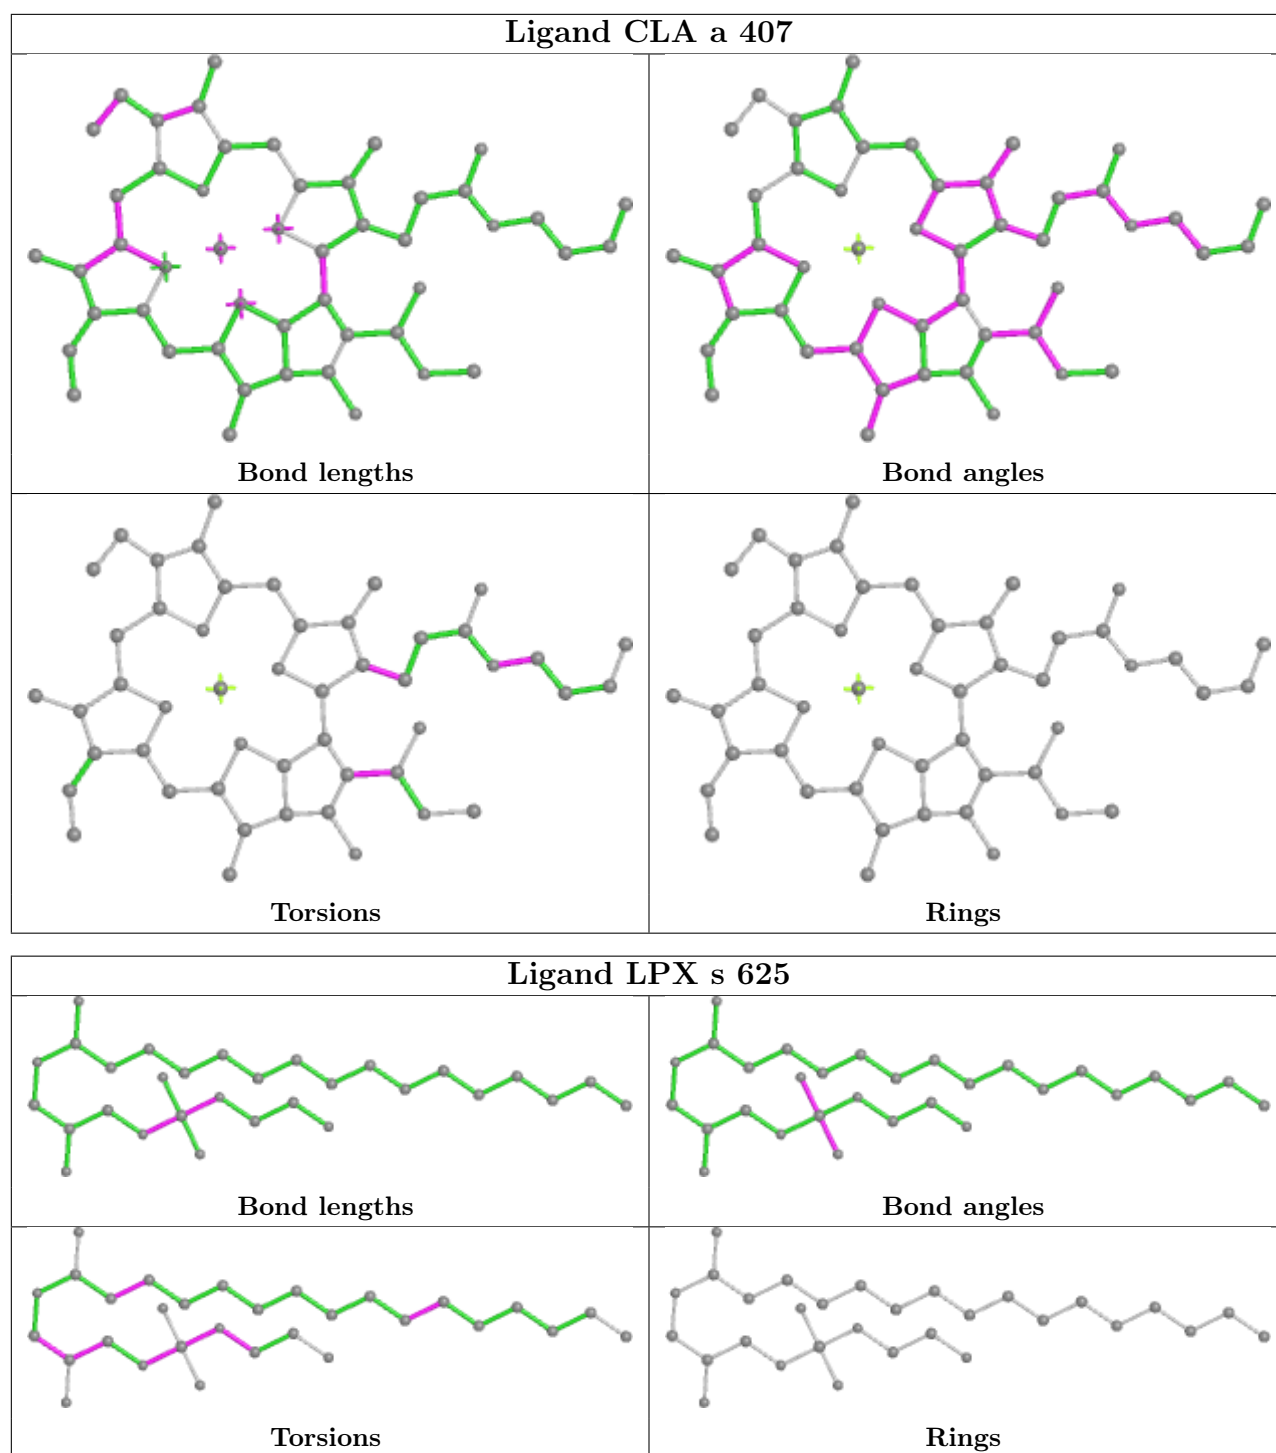 Ligand CLA a 407
Bond lengths
Bond angles
Torsions
Rings
Ligand LPX s 625
Bond lengths
Bond angles
Torsions
Rings